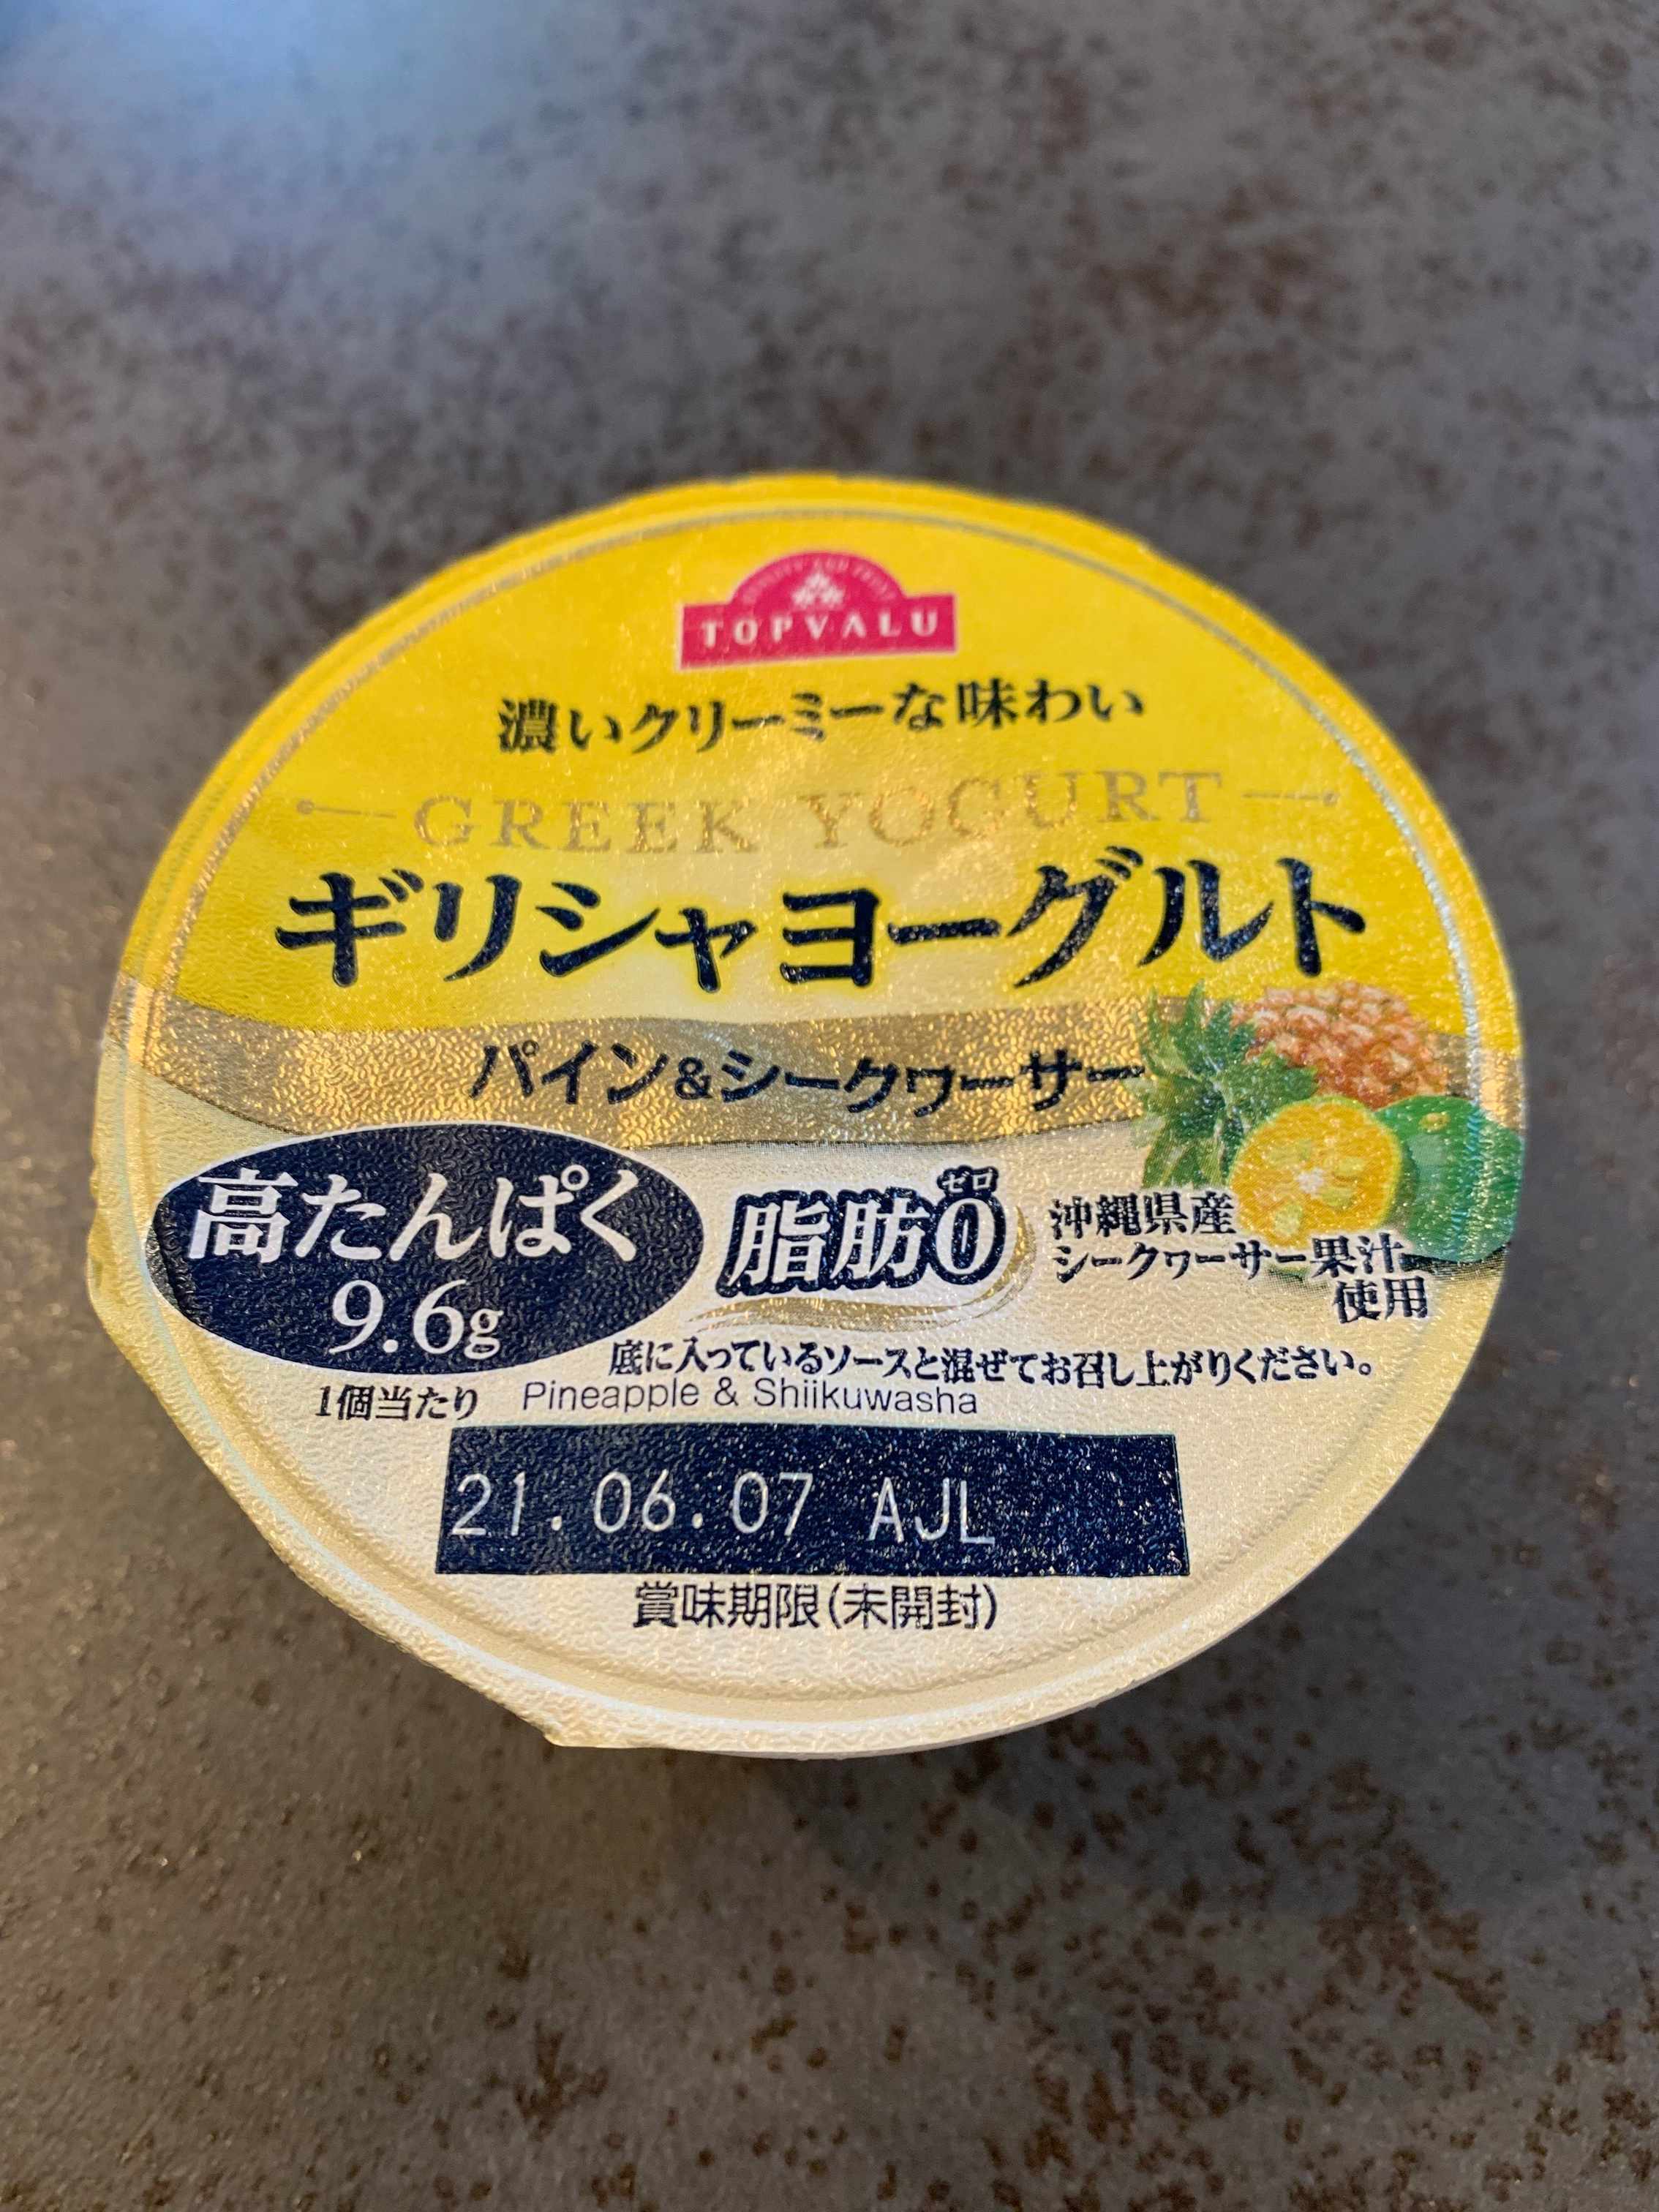 TOPVALU
濃いクリーミーな味わい
GREEK YOGURT
ギリシャヨーグルト
パイン&シークヮーサー
高たんぱく
9.6g
1個当たり
ゼロ
脂肪0
沖縄県産
シークヮーサー果汁
使用
底に入っているソースと混ぜてお召し上がりください。
Pineapple & Shiikuwasha
21.06.07 AJL
賞味期限(未開封)